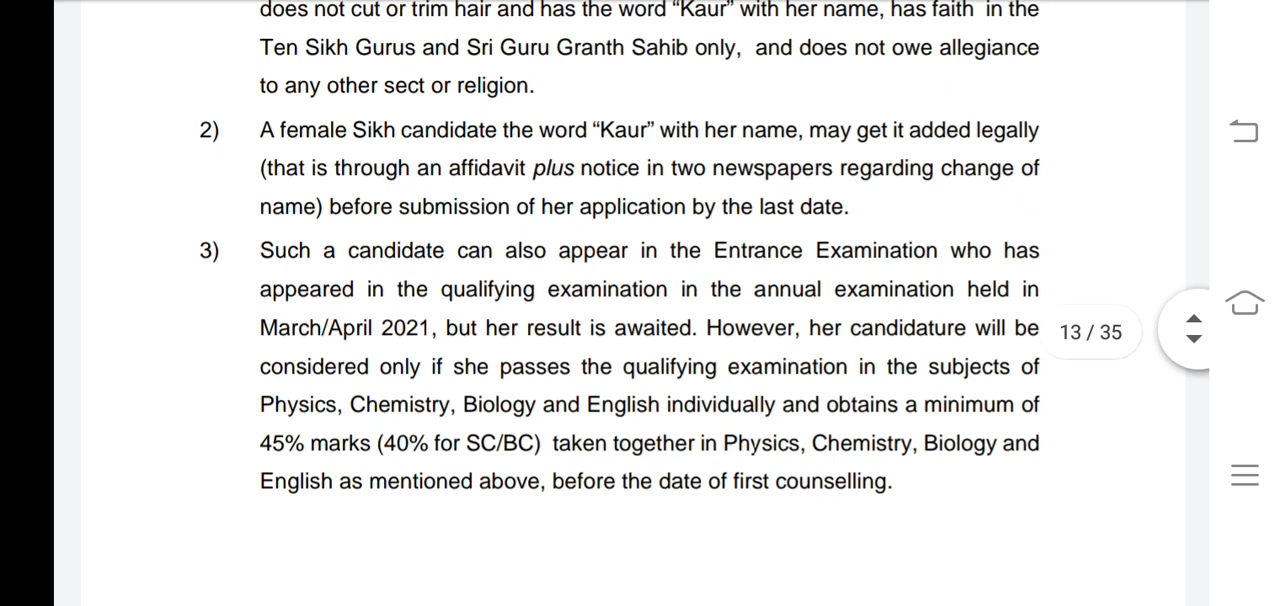 does not cut or trim hair and has the word “Kaur” with her name, has faith in the
Ten Sikh Gurus and Sri Guru Granth Sahib only, and does not owe allegiance
to any other sect or religion.
2) A female Sikh candidate the word “Kaur” with her name, may get it added legally
(that is through an affidavit plus notice in two newspapers regarding change of
name) before submission of her application by the last date.
3) Such a candidate can also appear in the Entrance Examination who has
appeared in the qualifying examination in the annual examination held in
March/April 2021, but her result is awaited. However, her candidature will be
considered only if she passes the qualifying examination in the subjects of
Physics, Chemistry, Biology and English individually and obtains a minimum of
45% marks (40% for SC/BC) taken together in Physics, Chemistry, Biology and
English as mentioned above, before the date of first counselling.
13 / 35